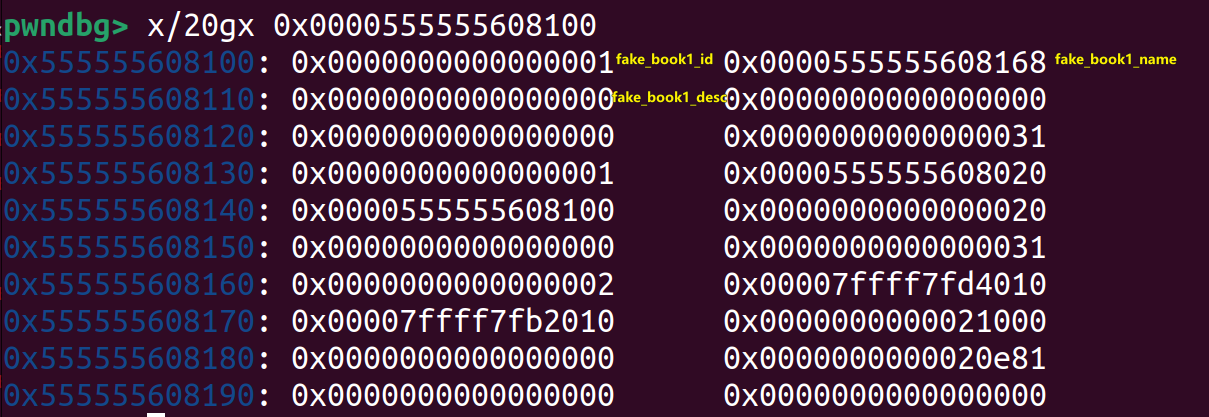 pwndbg> x/20gx 0x0000555555608100
0x555555608100: 0x0000000000000001 fake_book1_id 0x0000555555608168 fake_book1_name
0x555555608110: 0x0000000000000000 fake_book1_desc 0x0000000000000000
0x555555608120: 0x0000000000000000 0x0000000000000031
0x555555608130: 0x0000000000000001 0x0000555555608020
0x555555608140: 0x0000555555608100 0x0000000000000020
0x555555608150: 0x0000000000000000 0x0000000000000031
0x555555608160: 0x0000000000000002 0x00007ffff7fd4010
0x555555608170: 0x00007ffff7fb2010 0x0000000000021000
0x555555608180: 0x0000000000000000 0x0000000000020e81
0x555555608190: 0x0000000000000000 0x0000000000000000